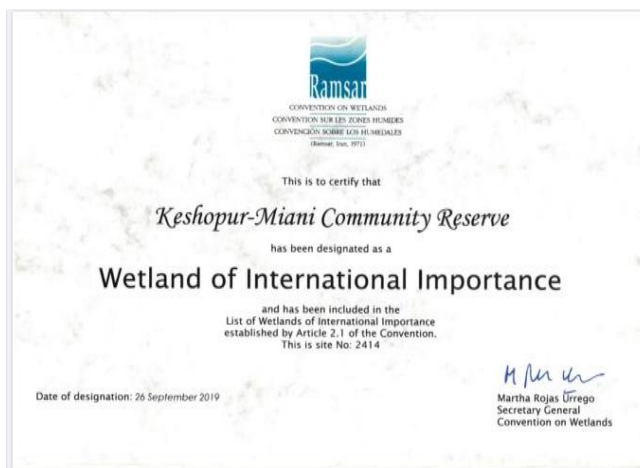 Ramsar
CONVENTION ON WETLANDS
CONVENTION SUR LES ZONES HUMIDES
CONVENCIÓN SOBRE LOS HUMEDALES
(Ramsar, Iran, 1971)
This is to certify that
Keshopur-Miani Community Reserve
has been designated as a
Wetland of International Importance
and has been included in the
List of Wetlands of International Importance
established by Article 2.1 of the Convention.
This is site No: 2414
Date of designation: 26 September 2019
Martha Rojas Urrego
Secretary General
Convention on Wetlands